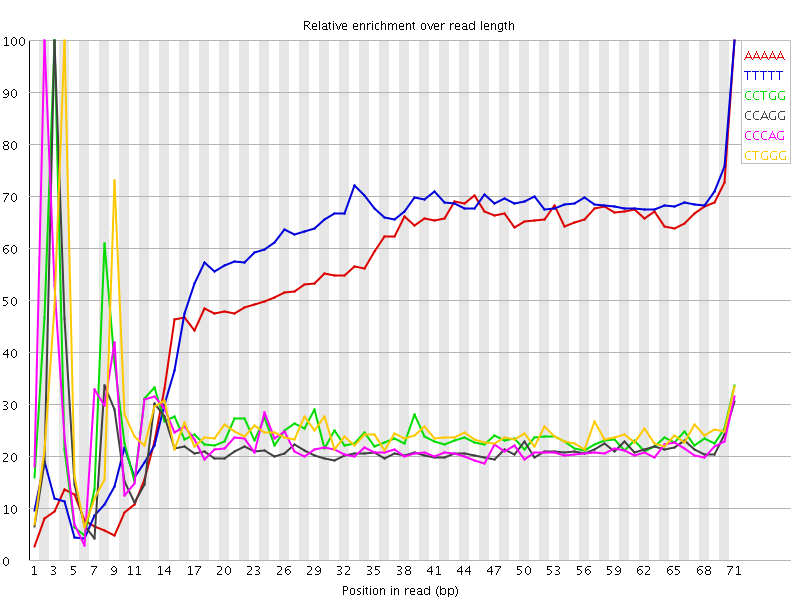 Relative enrichment over read length
100
90
80
70
60
50
40
30
20
10
0
AAAAA
TTTTT
CCTGG
CCAGG
CCCAG
CTGGG
1 3 5 7 9 11 14 17 20 23 26 29 32 35 38 41 44 47 50 53 56 59 62 65 68 71
Position in read (bp)